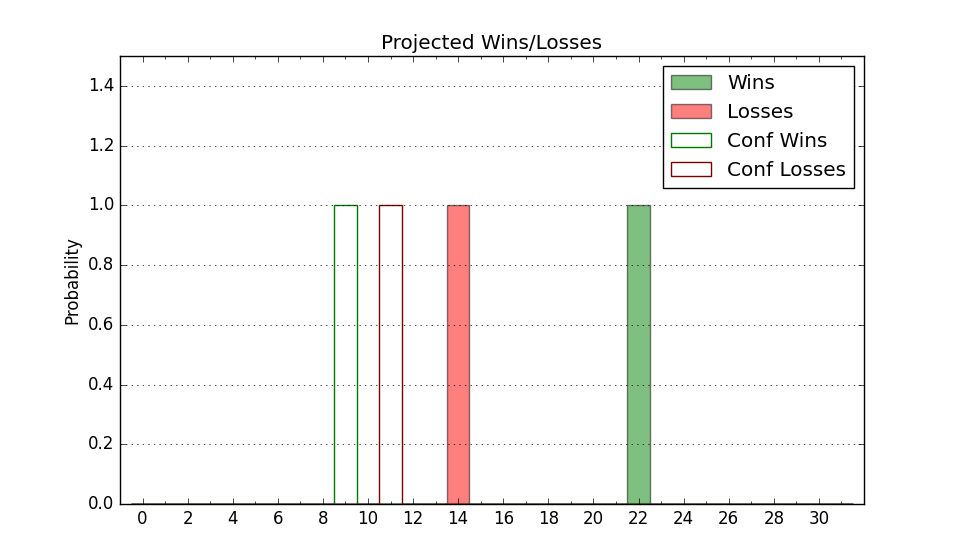 Projected Wins/Losses
Wins
Losses
Conf Wins
Conf Losses
Probability
1.4
1.2
1.0
0.8
0.6
0.4
0.2
0.0
0 2 4 6 8 10 12 14 16 18 20 22 24 26 28 30